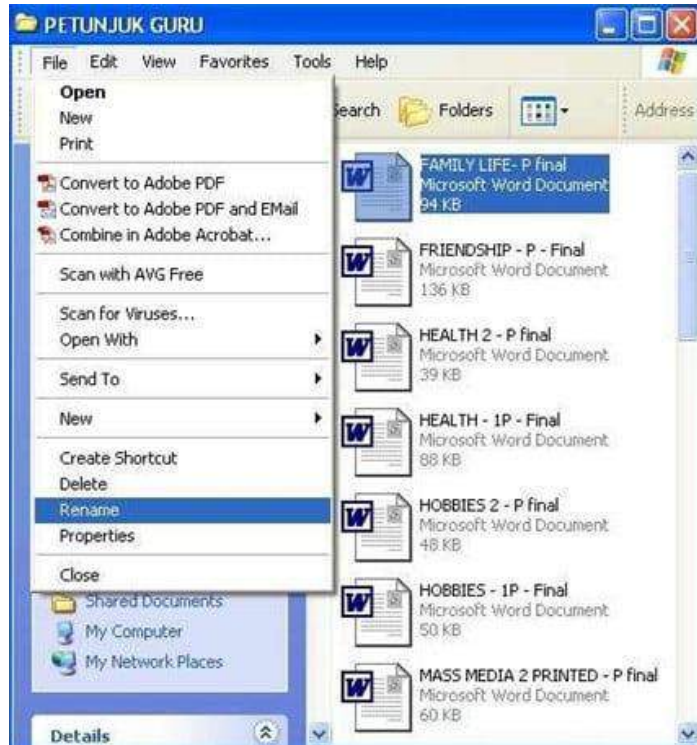 PETUNJUK GURU
File Edit View Favorites Tools Help
Search Folders Address
Open
New
Print
Convert to Adobe PDF
Convert to Adobe PDF and EMail
Combine in Adobe Acrobat...
Scan with AVG Free
Scan for Viruses...
Open With
Send To
New
Create Shortcut
Delete
Rename
Properties
Close
Shared Documents
My Computer
My Network Places
Details
FAMILY LIFE- P final
Microsoft Word Document
94 KB
FRIENDSHIP - P - Final
Microsoft Word Document
136 KB
HEALTH 2 - P final
Microsoft Word Document
39 KB
HEALTH - 1P - Final
Microsoft Word Document
88 KB
HOBBIES 2 - P final
Microsoft Word Document
48 KB
HOBBIES - 1P - Final
Microsoft Word Document
50 KB
MASS MEDIA 2 PRINTED - P final
Microsoft Word Document
60 KB